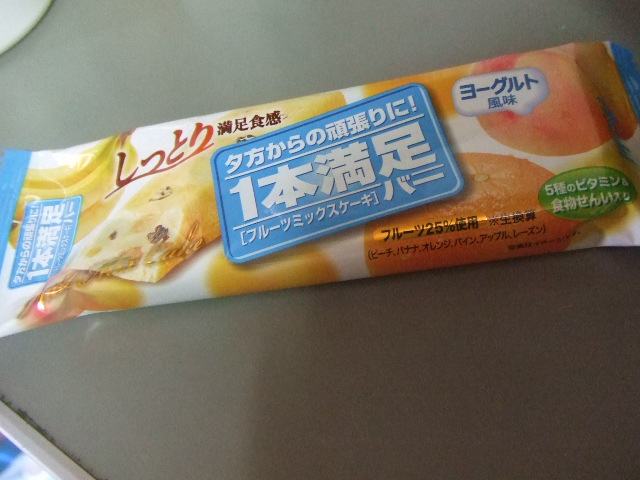 しっとり満足食感
夕方からの頑張りに!
1本満足
バー
[フルーツミックスケーキ]
ヨーグルト
風味
5種のビタミン&
食物せんい入り
フルーツ25%使用 ※生換算
(ピーチ、バナナ、オレンジ、パイン、アップル、レーズン)
夕方からの頑張りに!
1本満足
バー